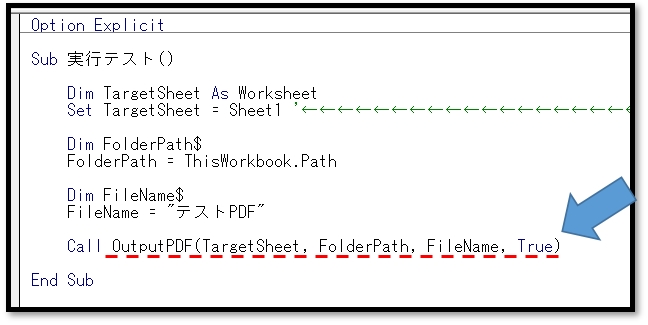 Option Explicit
Sub 実行テスト()
Dim TargetSheet As Worksheet
Set TargetSheet = Sheet1 '←←←←←←←←←←←←←←←←←←←
Dim FolderPath$
FolderPath = ThisWorkbook.Path
Dim FileName$
FileName = "テストPDF"
Call OutputPDF(TargetSheet, FolderPath, FileName, True)
End Sub